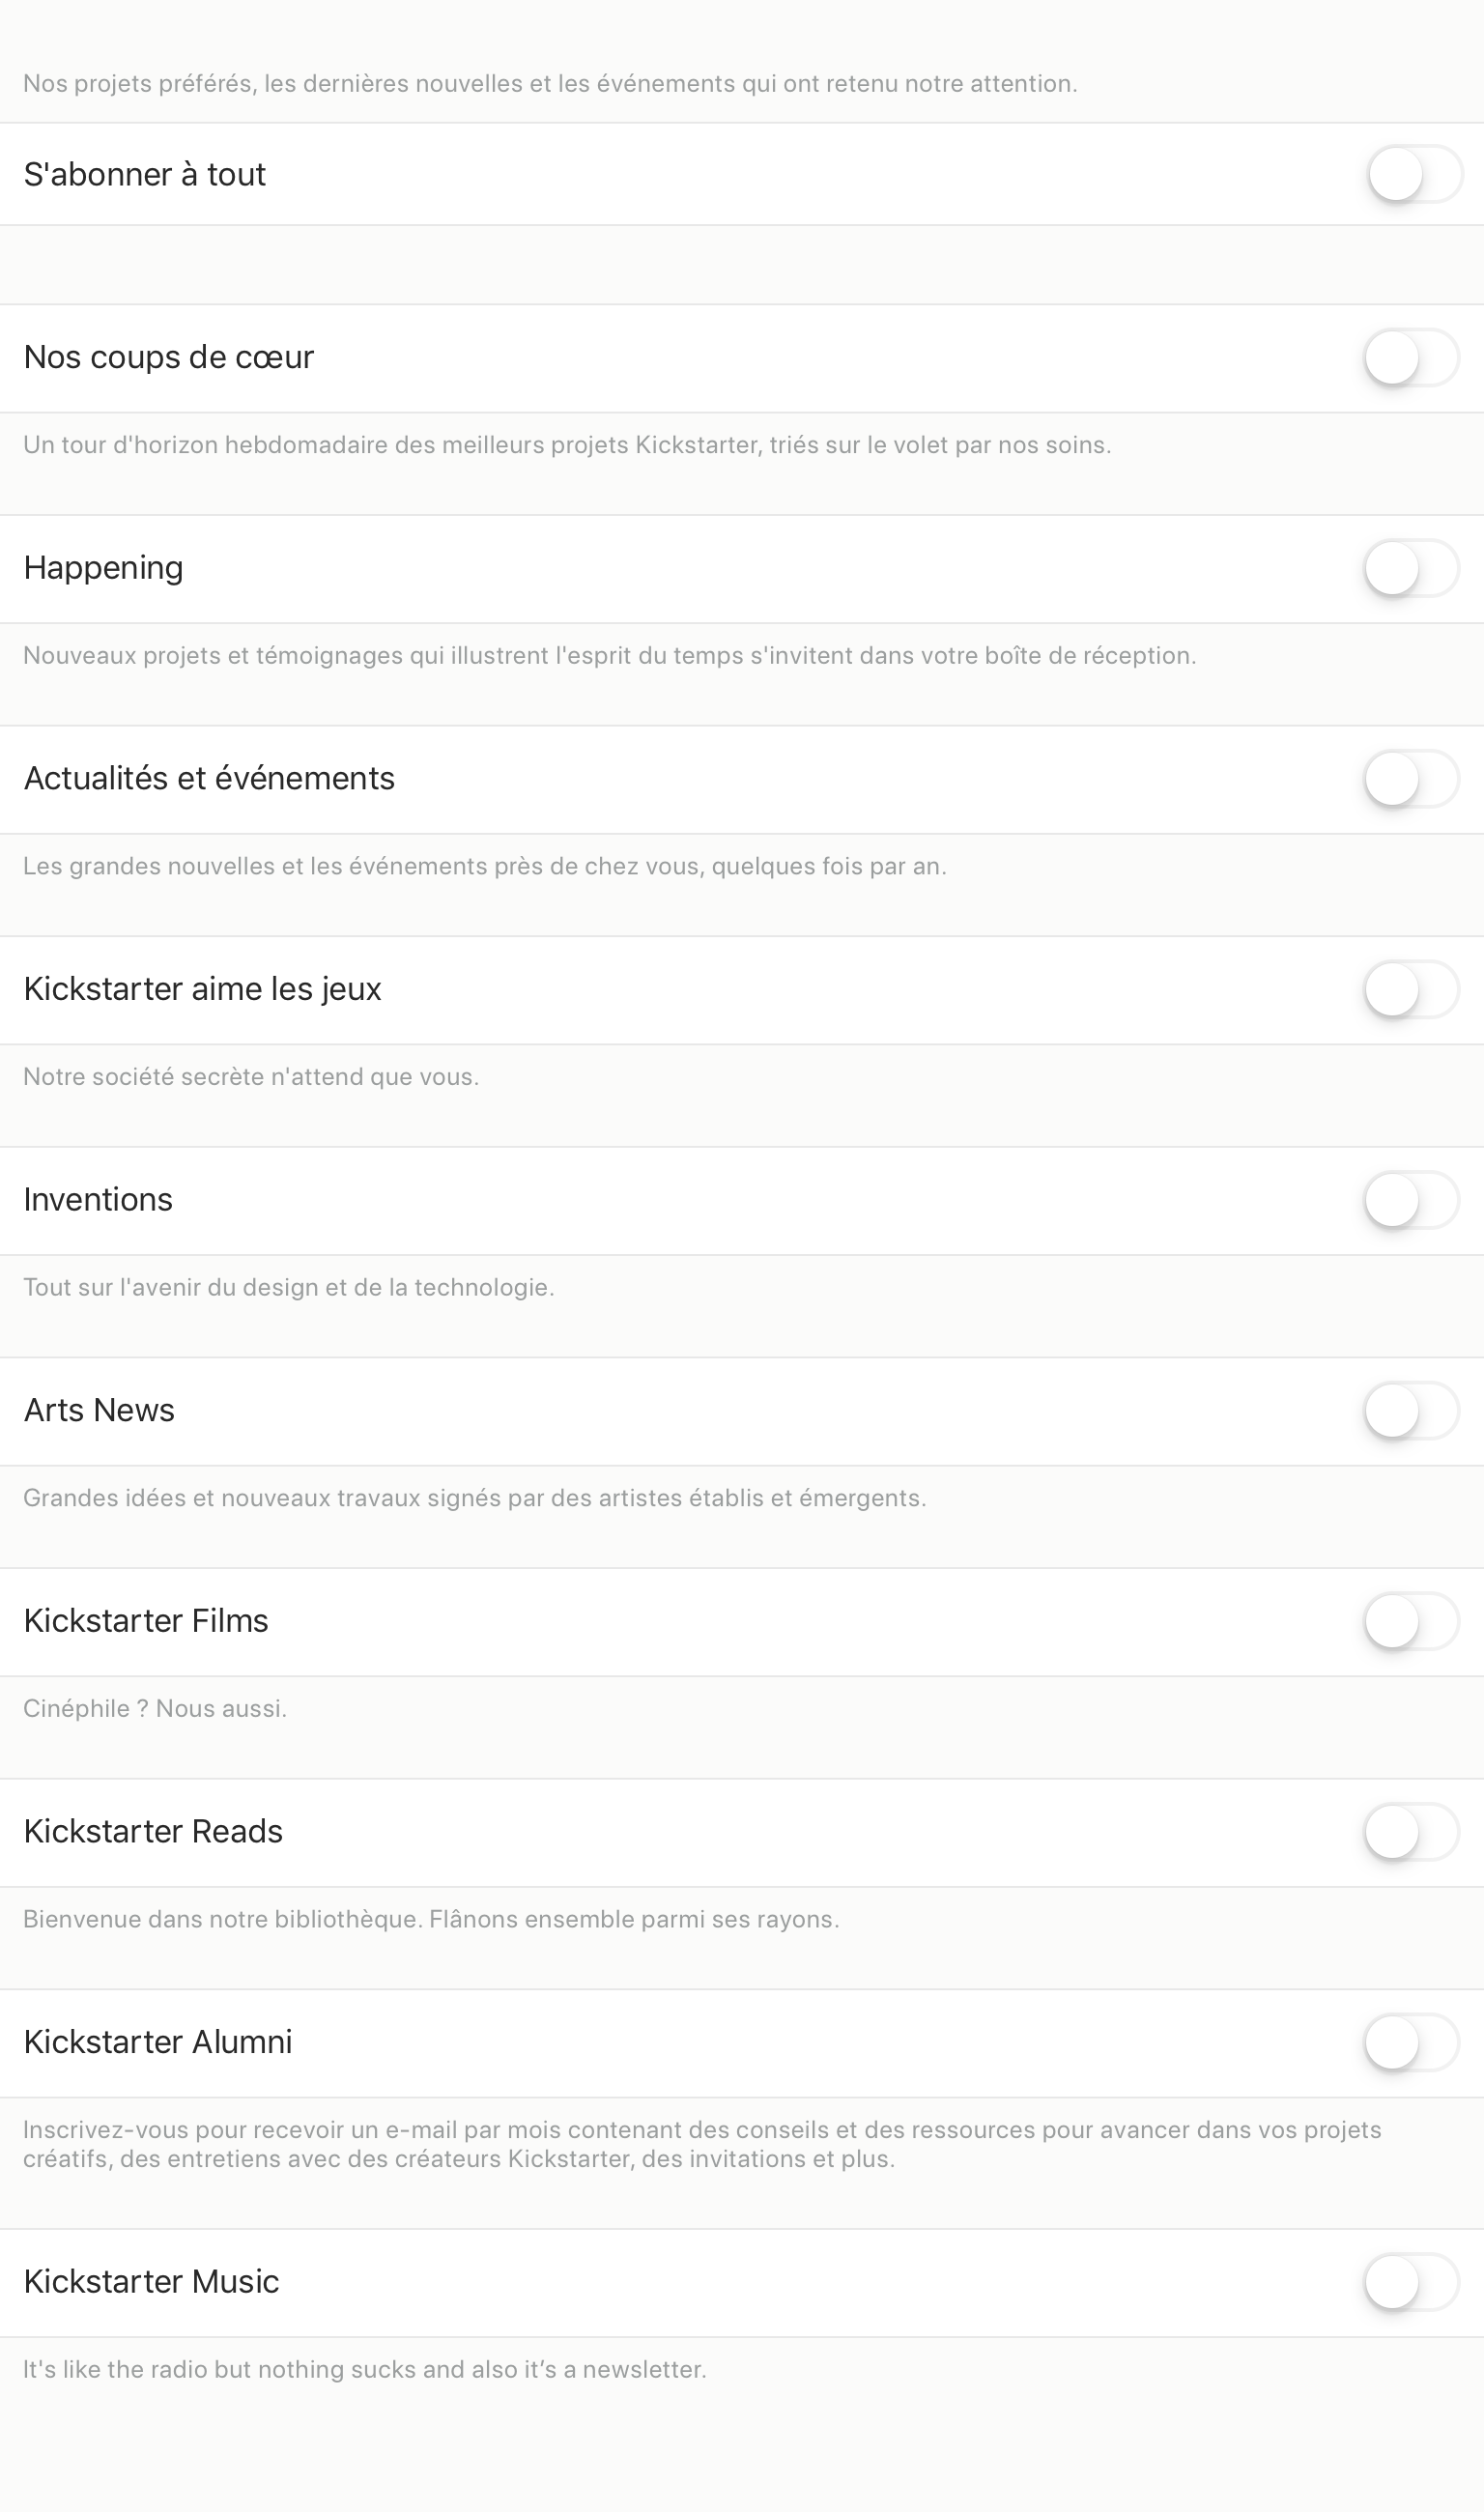 Nos projets préférés, les dernières nouvelles et les événements qui ont retenu notre attention.
S'abonner à tout
Nos coups de cœur
Un tour d'horizon hebdomadaire des meilleurs projets Kickstarter, triés sur le volet par nos soins.
Happening
Nouveaux projets et témoignages qui illustrent l'esprit du temps s'invitent dans votre boîte de réception.
Actualités et événements
Les grandes nouvelles et les événements près de chez vous, quelques fois par an.
Kickstarter aime les jeux
Notre société secrète n'attend que vous.
Inventions
Tout sur l'avenir du design et de la technologie.
Arts News
Grandes idées et nouveaux travaux signés par des artistes établis et émergents.
Kickstarter Films
Cinéphile ? Nous aussi.
Kickstarter Reads
Bienvenue dans notre bibliothèque. Flânons ensemble parmi ses rayons.
Kickstarter Alumni
Inscrivez-vous pour recevoir un e-mail par mois contenant des conseils et des ressources pour avancer dans vos projets
créatifs, des entretiens avec des créateurs Kickstarter, des invitations et plus.
Kickstarter Music
It's like the radio but nothing sucks and also it’s a newsletter.